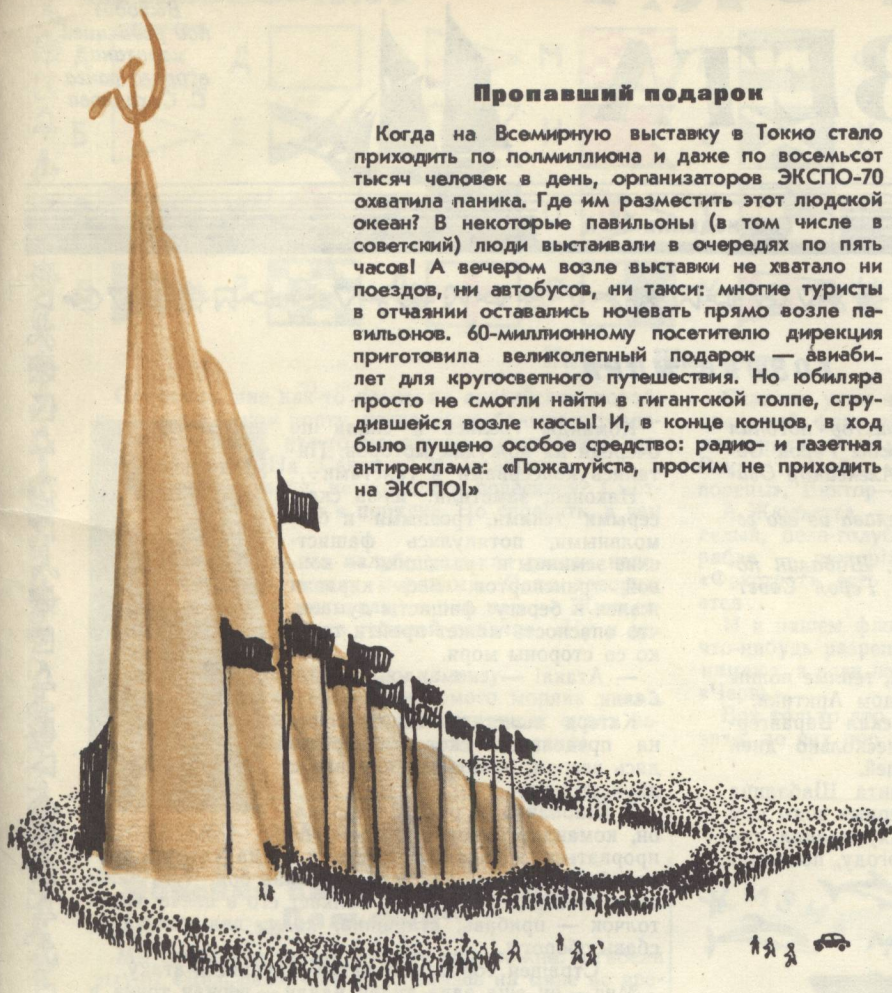 Пропавший подарок
Когда на Всемирную выставку в Токио стало
приходить по полмиллиона и даже по восемьсот
тысяч человек в день, организаторов ЭКСПО-70
охватила паника. Где им разместить этот людской
океан? В некоторые павильоны (в том числе в
советский) люди выстаивали в очередях по пять
часов! А вечером возле выставки не хватало ни
поездов, ни автобусов, ни такси: многие туристы
в отчаянии оставались ночевать прямо возле па-
вильонов. 60-миллионному посетителю дирекция
приготовила великолепный подарок — авиаби-
лет для кругосветного путешествия. Но юбиляра
просто не смогли найти в гигантской толпе, сгру-
дившейся возле кассы! И, в конце концов, в ход
было пущено особое средство: радио- и газетная
антиреклама: «Пожалуйста, просим не приходить
на ЭКСПО!»